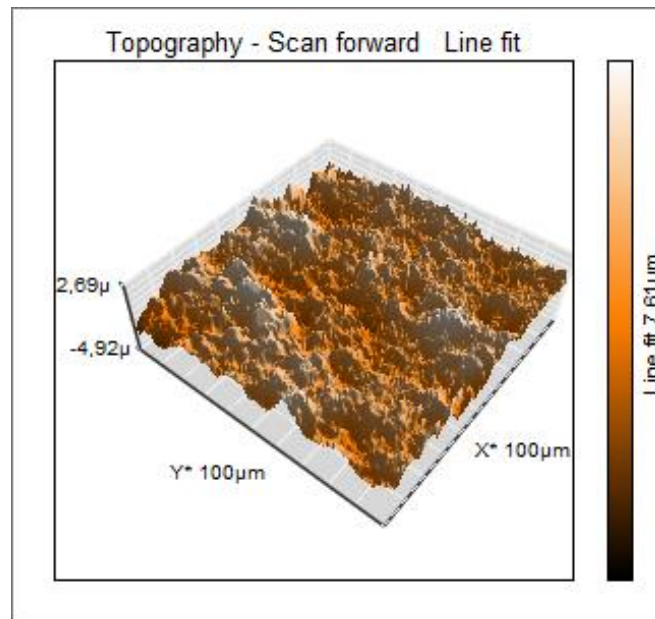 Topography - Scan forward   Line fit
2,69µ
-4,92µ
Y* 100µm
X* 100µm
Line fit 7,61µm